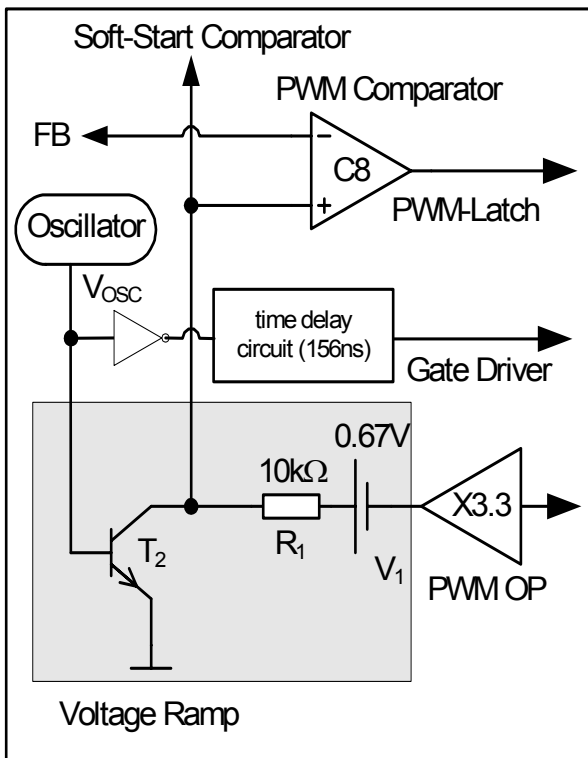 Soft-Start Comparator
PWM Comparator
FB
−
C8
+
PWM-Latch
Oscillator
V_OSC
time delay
circuit (156ns)
Gate Driver
0.67V
10kΩ
X3.3
T₂
R₁
V₁
PWM OP
Voltage Ramp